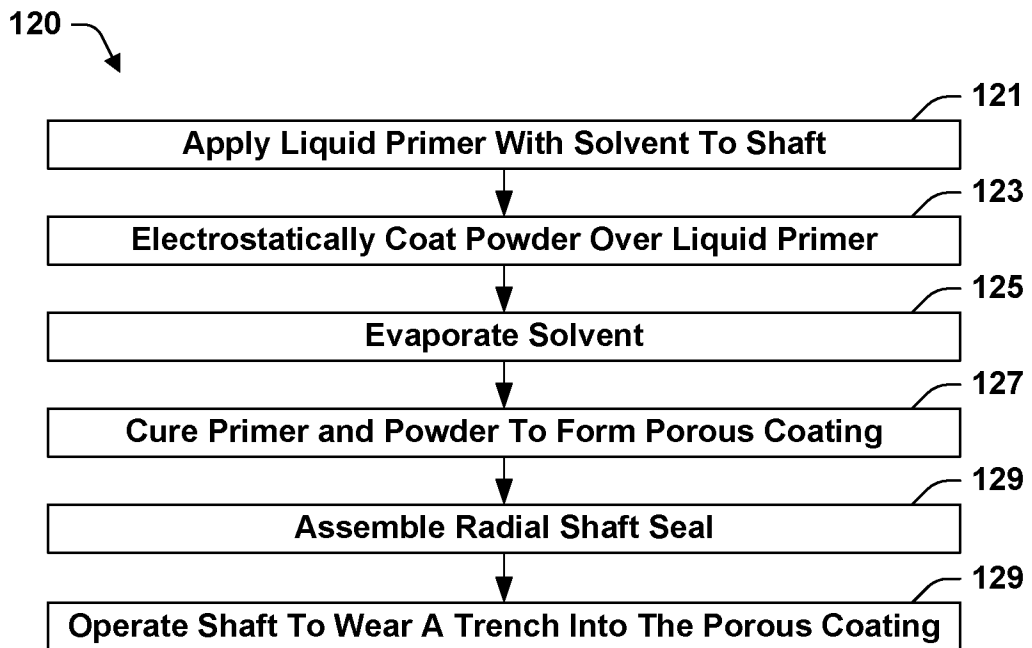 120
121
Apply Liquid Primer With Solvent To Shaft
123
Electrostatically Coat Powder Over Liquid Primer
125
Evaporate Solvent
127
Cure Primer and Powder To Form Porous Coating
129
Assemble Radial Shaft Seal
129
Operate Shaft To Wear A Trench Into The Porous Coating